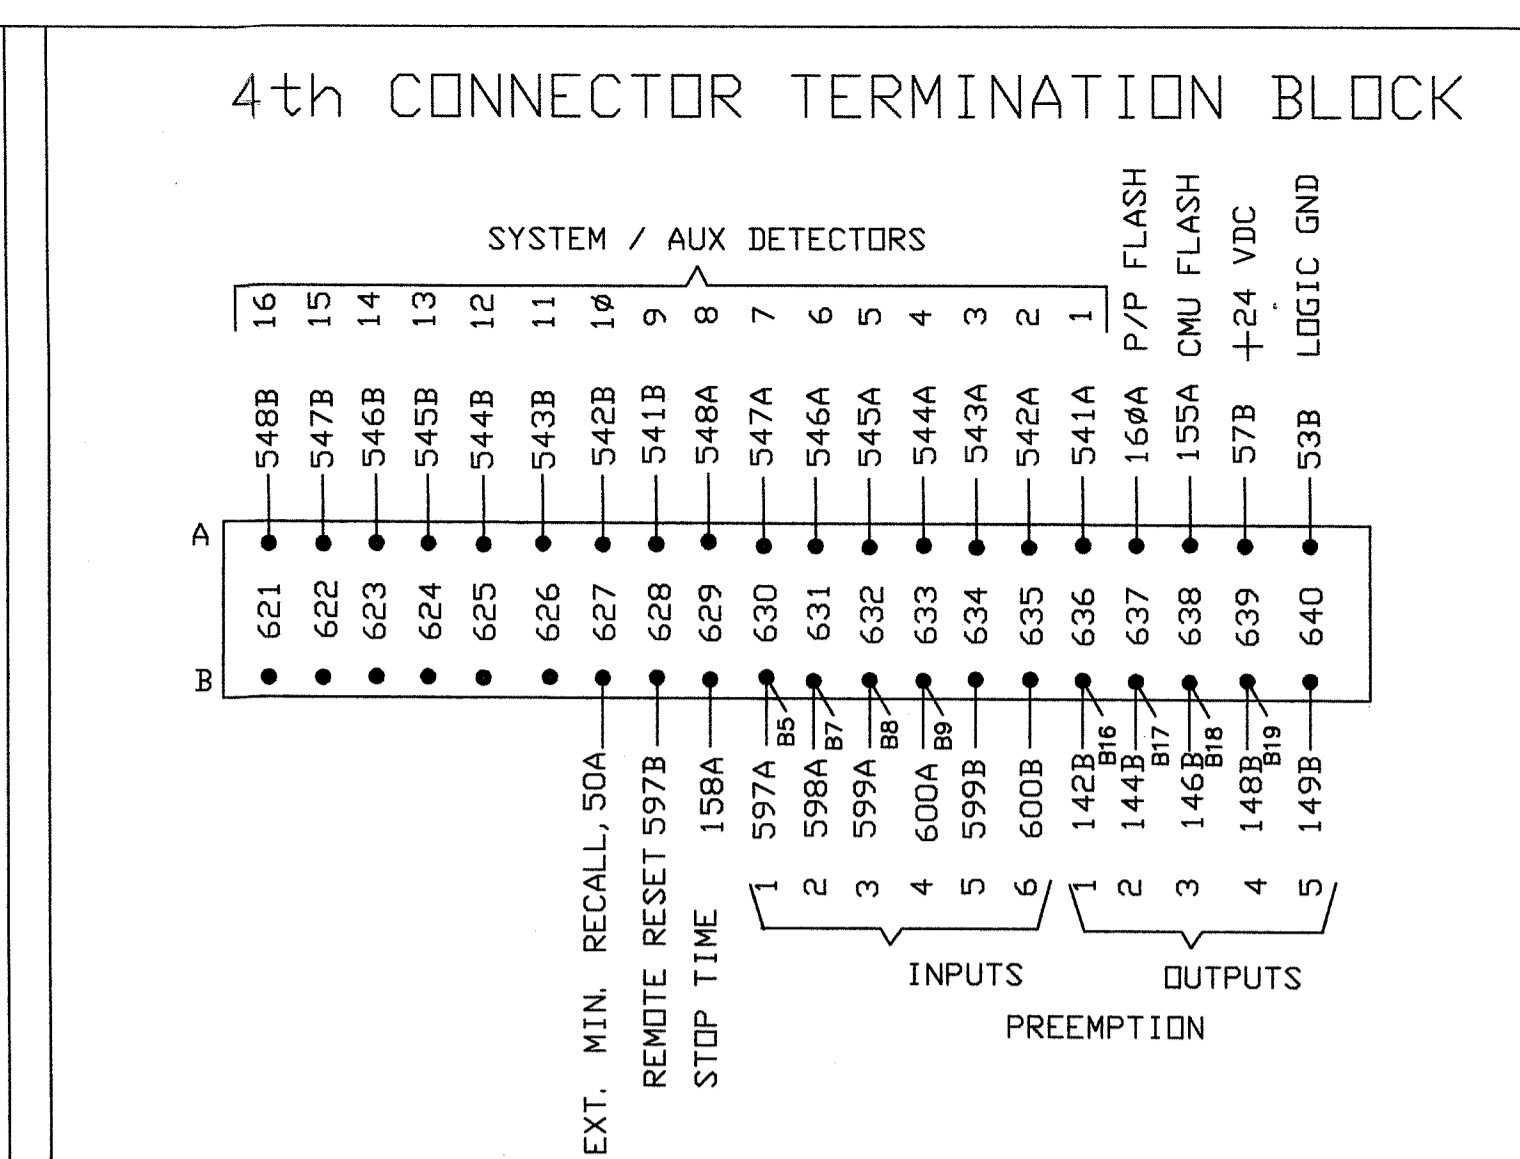 4th CONNECTOR TERMINATION BLOCK
SYSTEM / AUX DETECTORS
16 15 14 13 12 11 1Ø 9 8 7 6 5 4 3 2 1 P/P FLASH CMU FLASH +24 VDC LOGIC GND
548B 547B 546B 545B 544B 543B 542B 541B 548A 547A 546A 545A 544A 543A 542A 541A 16ØA 155A 57B 53B
A
621 622 623 624 625 626 627 628 629 630 631 632 633 634 635 636 637 638 639 640
B
B5 B7 B8 B9 B16 B17 B18 B19
EXT. MIN. RECALL, 50A
REMOTE RESET 597B
STOP TIME 158A
597A 598A 599A 600A 599B 600B 142B 144B 146B 148B 149B
1 2 3 4 5 6 1 2 3 4 5
INPUTS OUTPUTS
PREEMPTION